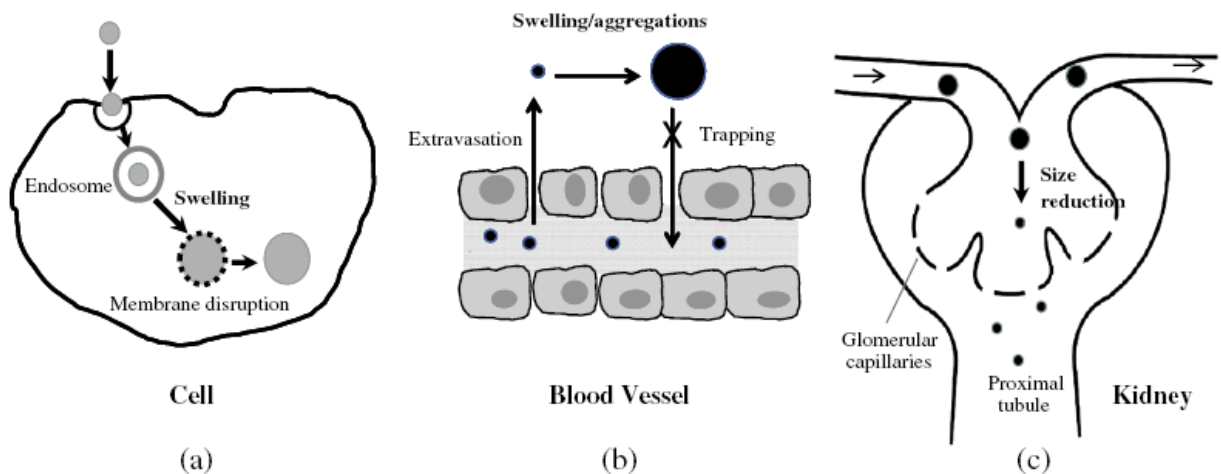 Endosome
Swelling
Membrane disruption
Cell
(a)
Swelling/aggregations
Extravasation
Trapping
Blood Vessel
(b)
Size
reduction
Glomerular
capillaries
Proximal
tubule
Kidney
(c)